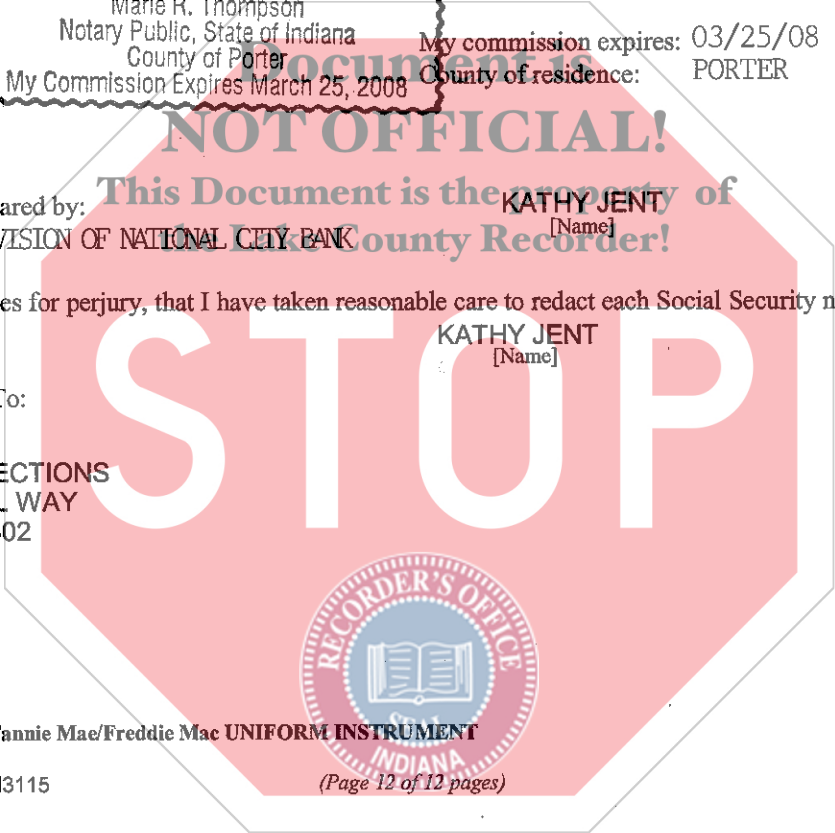 Marie R. Thompson
Notary Public, State of Indiana
County of Porter
My Commission Expires March 25, 2008
My commission expires: 03/25/08
County of residence: PORTER
Document is
NOT OFFICIAL!
This Document is the property of
the Lake County Recorder!
ared by:
KATHY JENT
[Name]
VISION OF NATIONAL CITY BANK
es for perjury, that I have taken reasonable care to redact each Social Security n
KATHY JENT
[Name]
STOP
To:
ECTIONS
WAY
02
RECORDER'S OFFICE
SEAL
INDIANA
annie Mae/Freddie Mac UNIFORM INSTRUMENT
3115
(Page 12 of 12 pages)